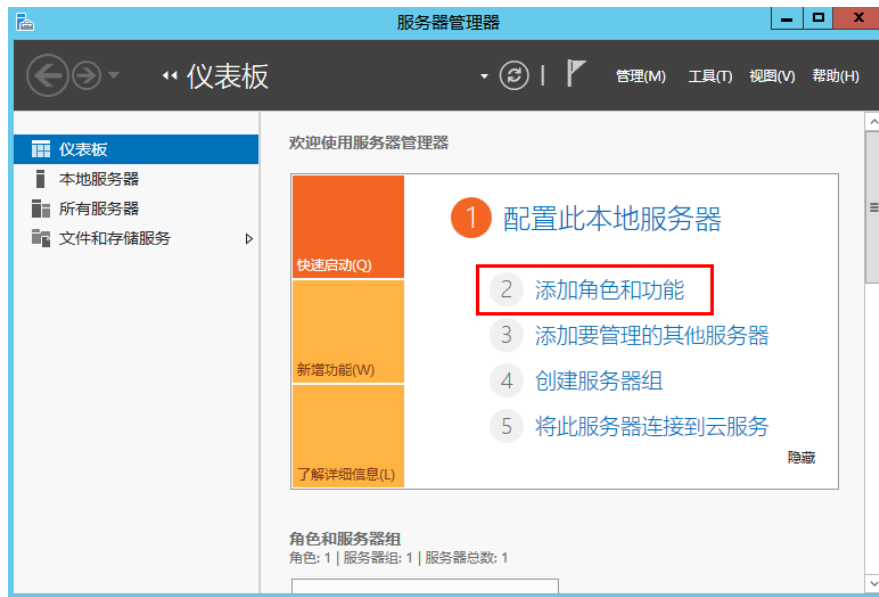 服务器管理器
仪表板
管理(M) 工具(T) 视图(V) 帮助(H)
仪表板
本地服务器
所有服务器
文件和存储服务
欢迎使用服务器管理器
快速启动(Q)
新增功能(W)
了解详细信息(L)
1 配置此本地服务器
2 添加角色和功能
3 添加要管理的其他服务器
4 创建服务器组
5 将此服务器连接到云服务
隐藏
角色和服务器组
角色: 1 | 服务器组: 1 | 服务器总数: 1